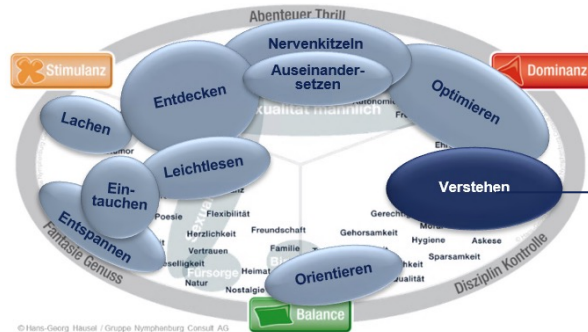 Abenteuer Thrill
Stimulanz
Dominanz
Nervenkitzeln
Auseinander-
setzen
Entdecken
Optimieren
Lachen
Leichtlesen
Ein-
tauchen
Entspannen
Verstehen
Orientieren
männlich
Poesie
Flexibilität
Herzlichkeit
Freundschaft
Vertrauen
Familie
Geselligkeit
Fürsorge
Heimat
Natur
Nostalgie
Gehorsamkeit
Hygiene
Askese
Sparsamkeit
Fantasie Genuss
Disziplin Kontrolle
Balance
© Hans-Georg Häusel / Gruppe Nymphenburg Consult AG